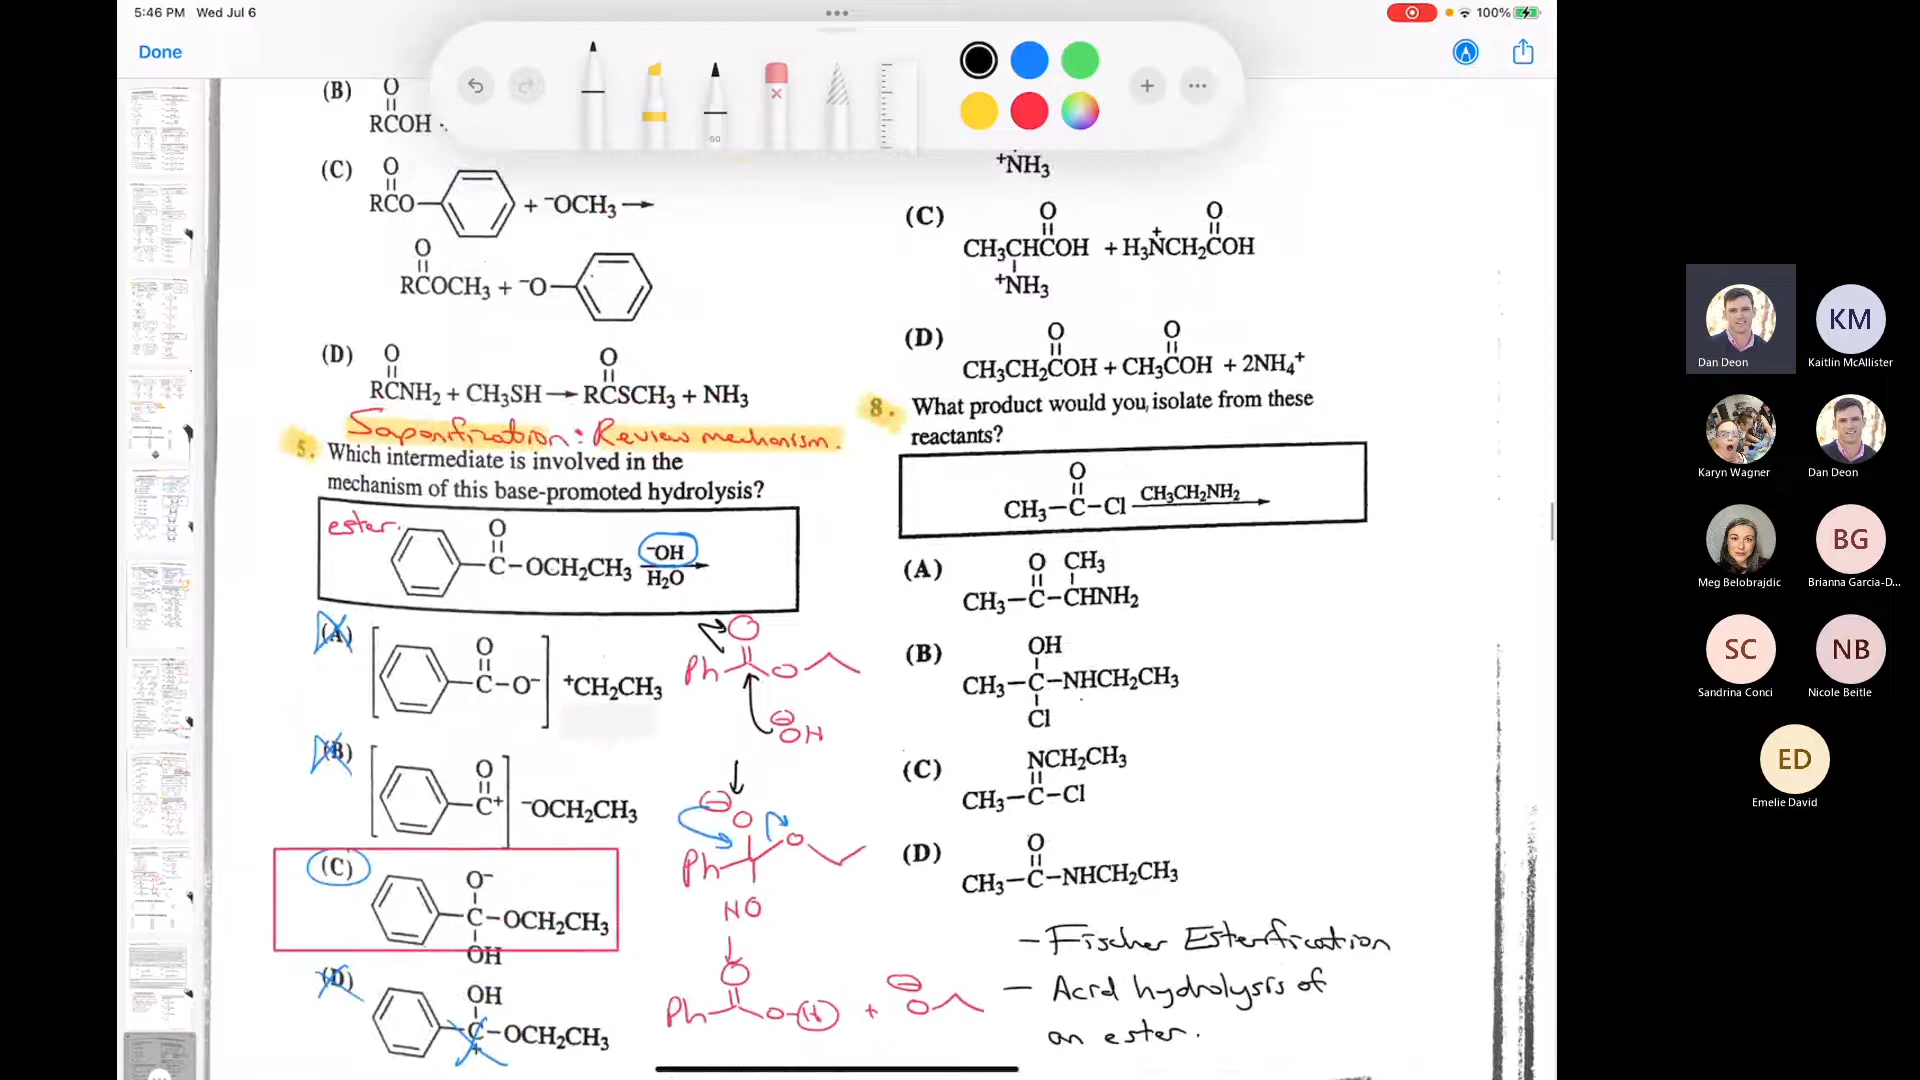 5:46 PM Wed Jul 6
100%
Done
50
(B)
O
RCOH
(C)
O
RCO
+ ⁻OCH₃ →
O
RCOCH₃ + ⁻O
(D)
O
O
RCNH₂ + CH₃SH → RCSCH₃ + NH₃
Saponification: Review mechanism.
5. Which intermediate is involved in the
mechanism of this base-promoted hydrolysis?
ester.
O
C–OCH₂CH₃
⁻OH
H₂O
(A)
O
C–O⁻
⁺CH₂CH₃
(B)
O
C⁺
⁻OCH₂CH₃
(C)
O⁻
C–OCH₂CH₃
OH
(D)
OH
C–OCH₂CH₃
+
O
Ph
O
⊖
OH
⊖
O
O
Ph
HO
O
Ph
O–H
+
⊖
O
⁺NH₃
(C)
O
O
CH₃CHCOH + H₃N⁺CH₂COH
⁺NH₃
(D)
O
O
CH₃CH₂COH + CH₃COH + 2NH₄⁺
8. What product would you isolate from these
reactants?
O
CH₃–C–Cl
CH₃CH₂NH₂
(A)
O CH₃
CH₃–C–CHNH₂
(B)
OH
CH₃–C–NHCH₂CH₃
Cl
(C)
NCH₂CH₃
CH₃–C–Cl
(D)
O
CH₃–C–NHCH₂CH₃
– Fischer Esterfication
– Acid hydrolysis of
an ester.
Dan Deon
KM
Kaitlin McAllister
Karyn Wagner
Dan Deon
Meg Belobrajdic
BG
Brianna Garcia-D...
SC
Sandrina Conci
NB
Nicole Beitle
ED
Emelie David